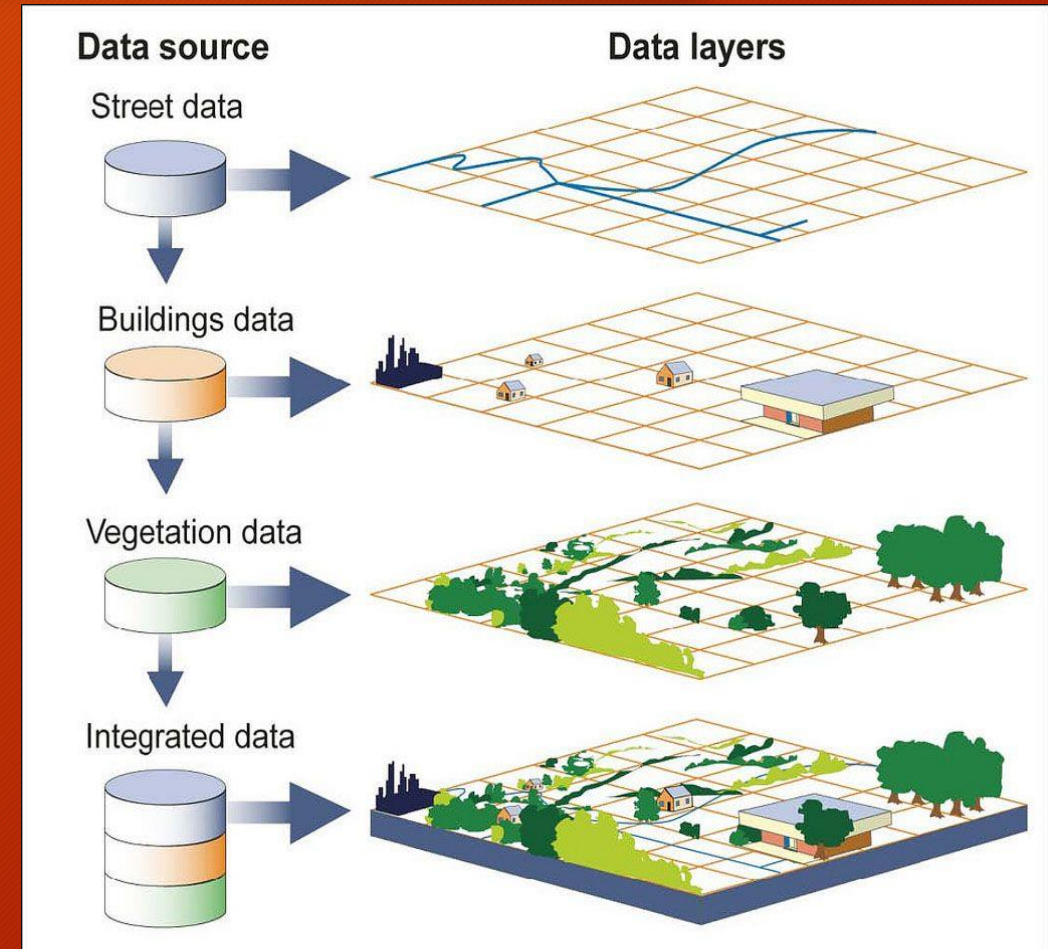 Data source
Data layers
Street data
Buildings data
Vegetation data
Integrated data